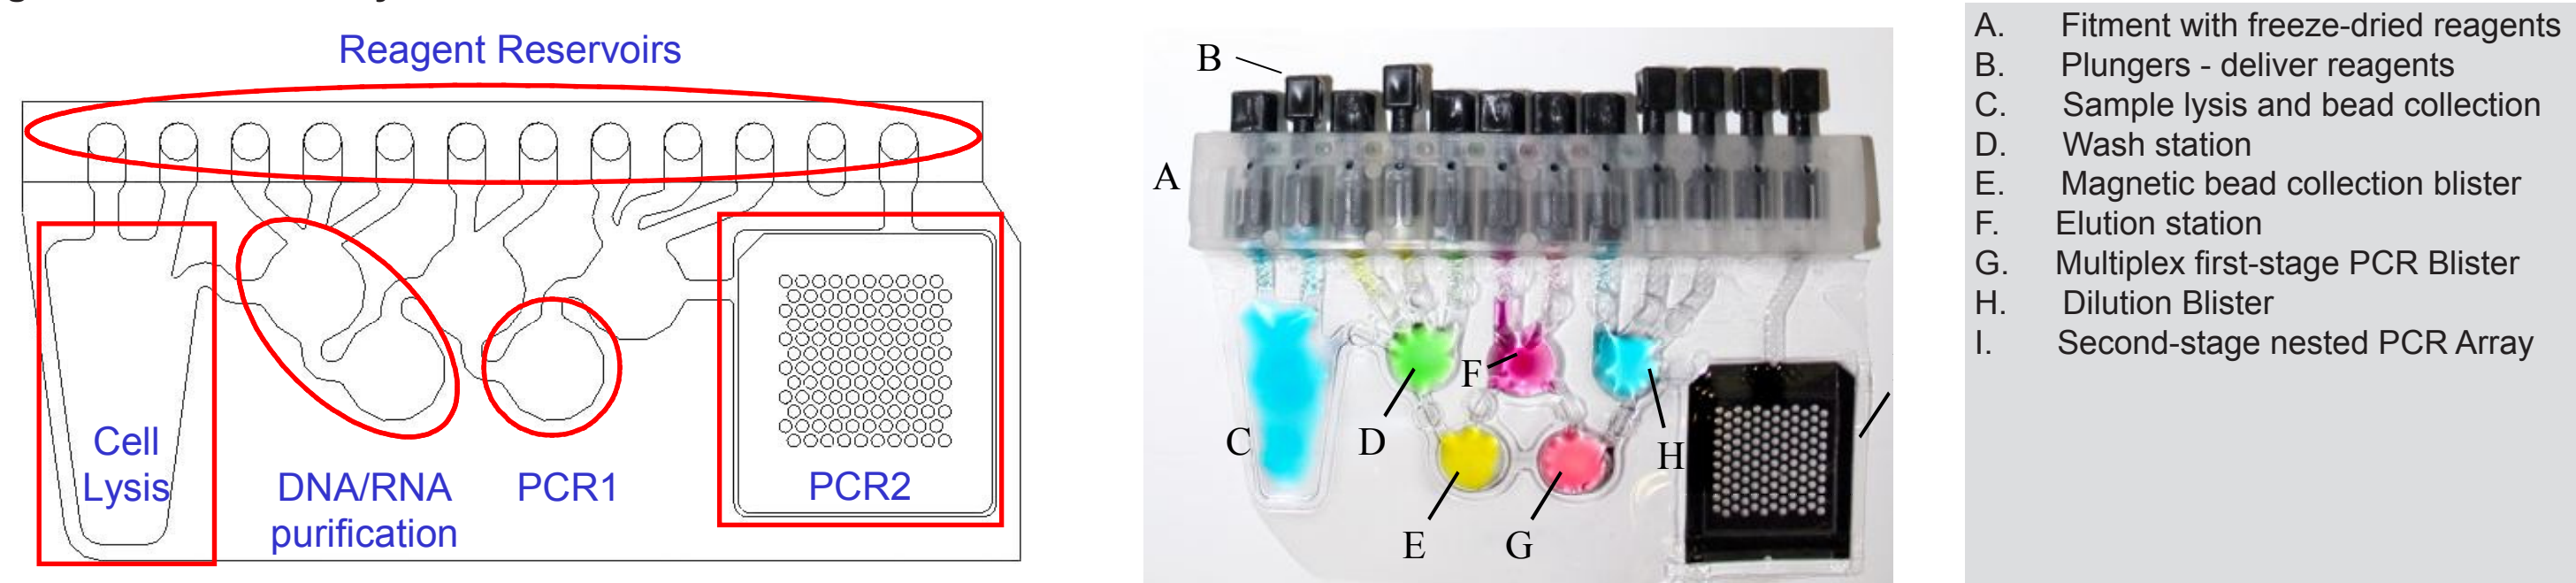 Reagent Reservoirs
Cell
Lysis
DNA/RNA
purification
PCR1
PCR2
B
A
C
D
E
F
G
H
A. Fitment with freeze-dried reagents
B. Plungers - deliver reagents
C. Sample lysis and bead collection
D. Wash station
E. Magnetic bead collection blister
F. Elution station
G. Multiplex first-stage PCR Blister
H. Dilution Blister
I. Second-stage nested PCR Array